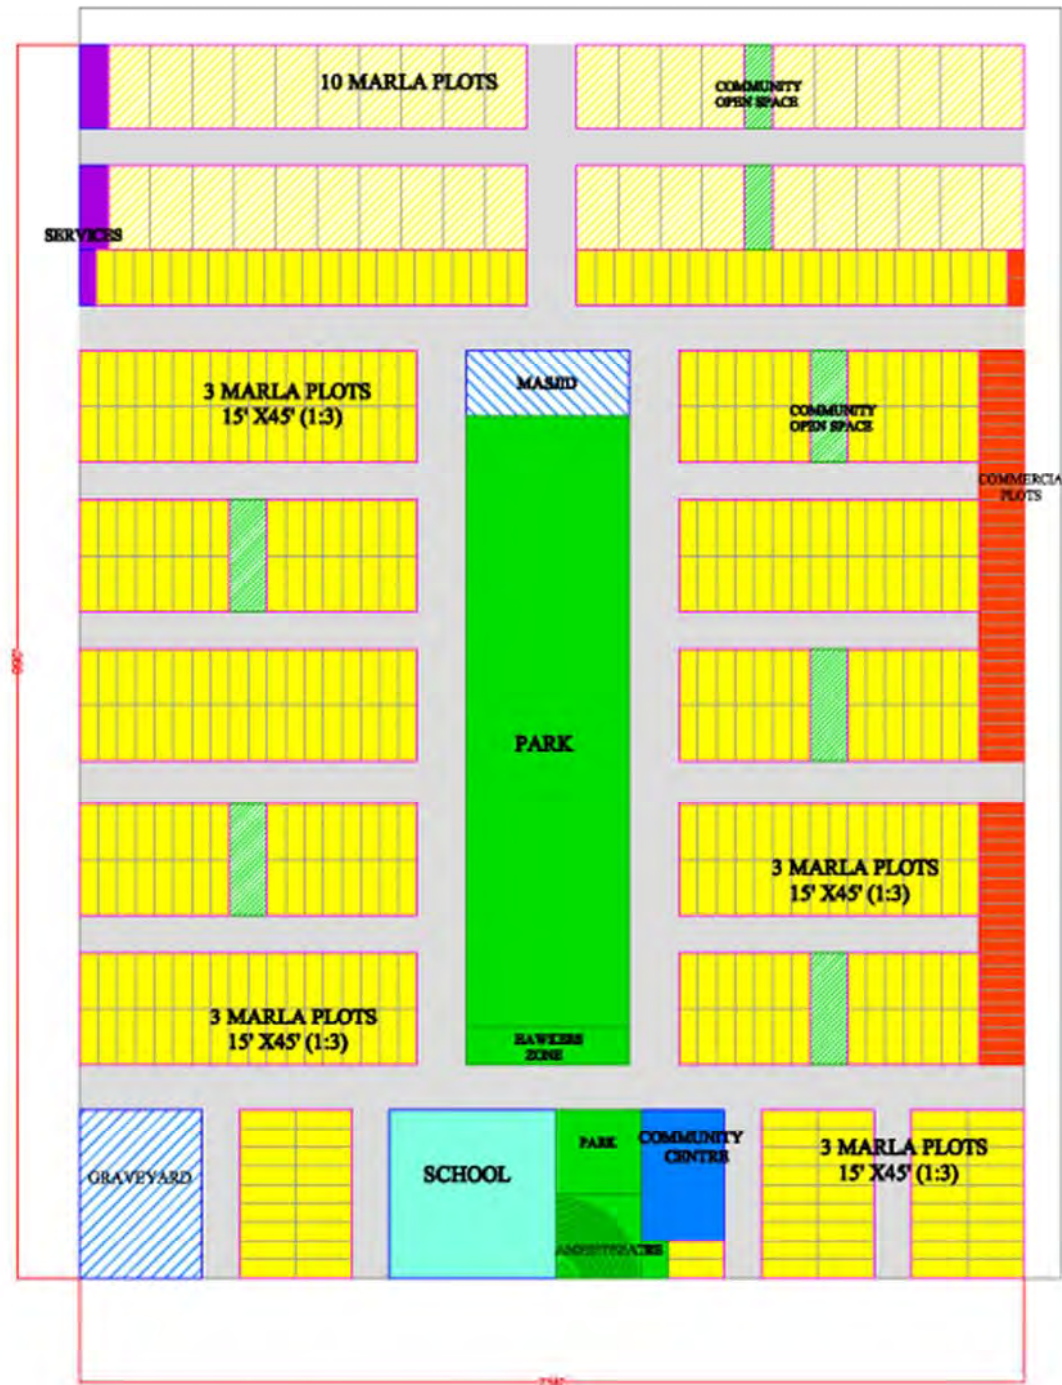 10 MARLA PLOTS
COMMUNITY
OPEN SPACE
SERVICES
3 MARLA PLOTS
15' X45' (1:3)
MASJID
COMMUNITY
OPEN SPACE
COMMERCIA
PLOTS
PARK
3 MARLA PLOTS
15' X45' (1:3)
3 MARLA PLOTS
15' X45' (1:3)
HAWKERS
ZONE
GRAVEYARD
SCHOOL
PARK
COMMUNITY
CENTRE
3 MARLA PLOTS
15' X45' (1:3)